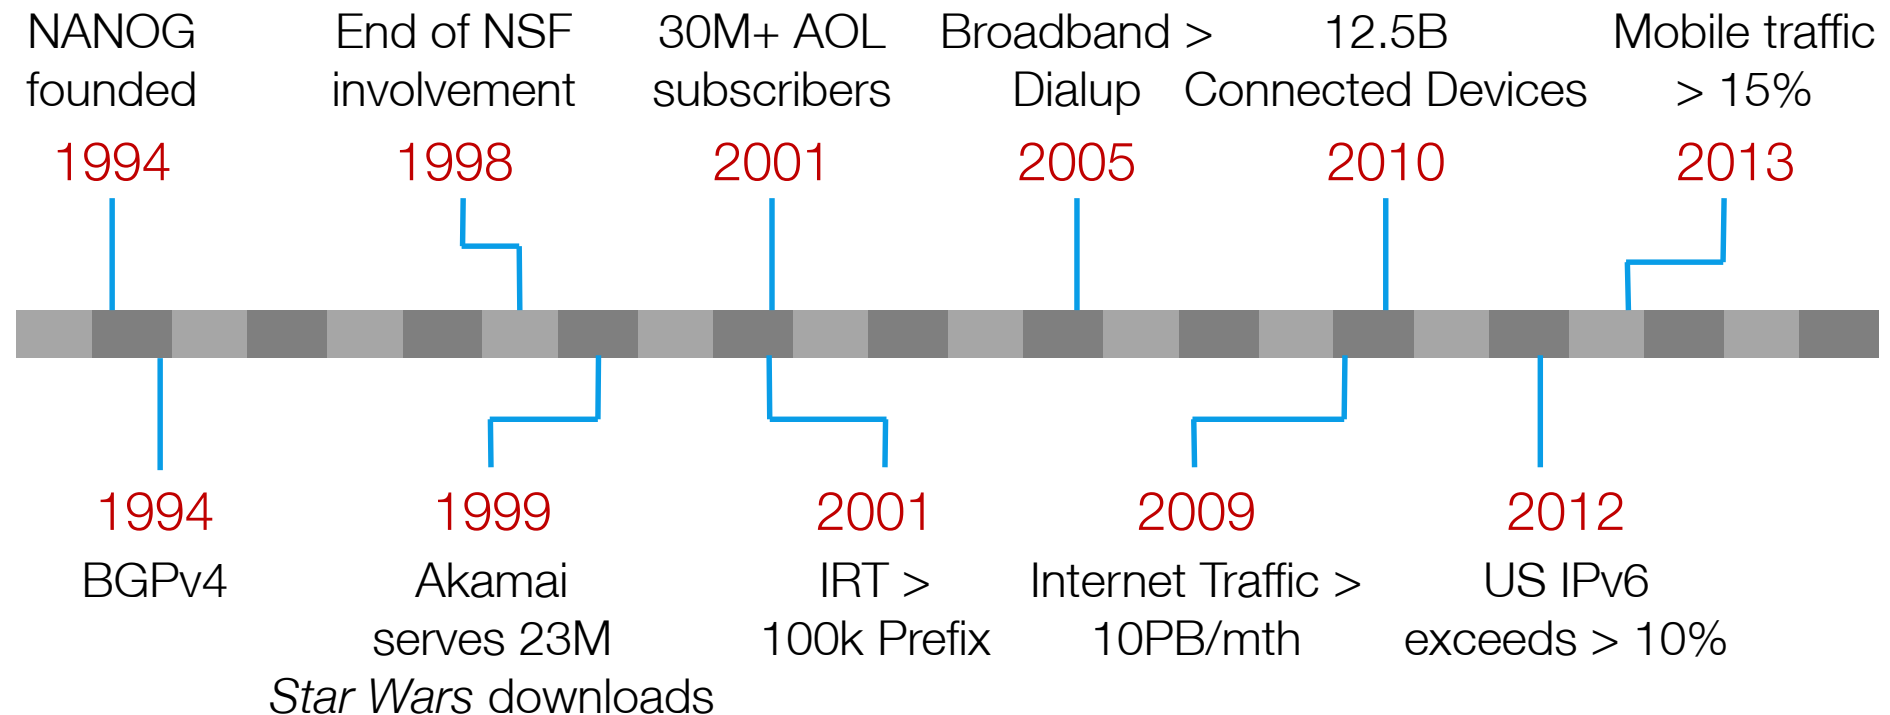 NANOG
founded
1994
End of NSF
involvement
1998
30M+ AOL
subscribers
2001
Broadband >
Dialup
2005
12.5B
Connected Devices
2010
Mobile traffic
> 15%
2013
1994
BGPv4
1999
Akamai
serves 23M
Star Wars downloads
2001
IRT >
100k Prefix
2009
Internet Traffic >
10PB/mth
2012
US IPv6
exceeds > 10%